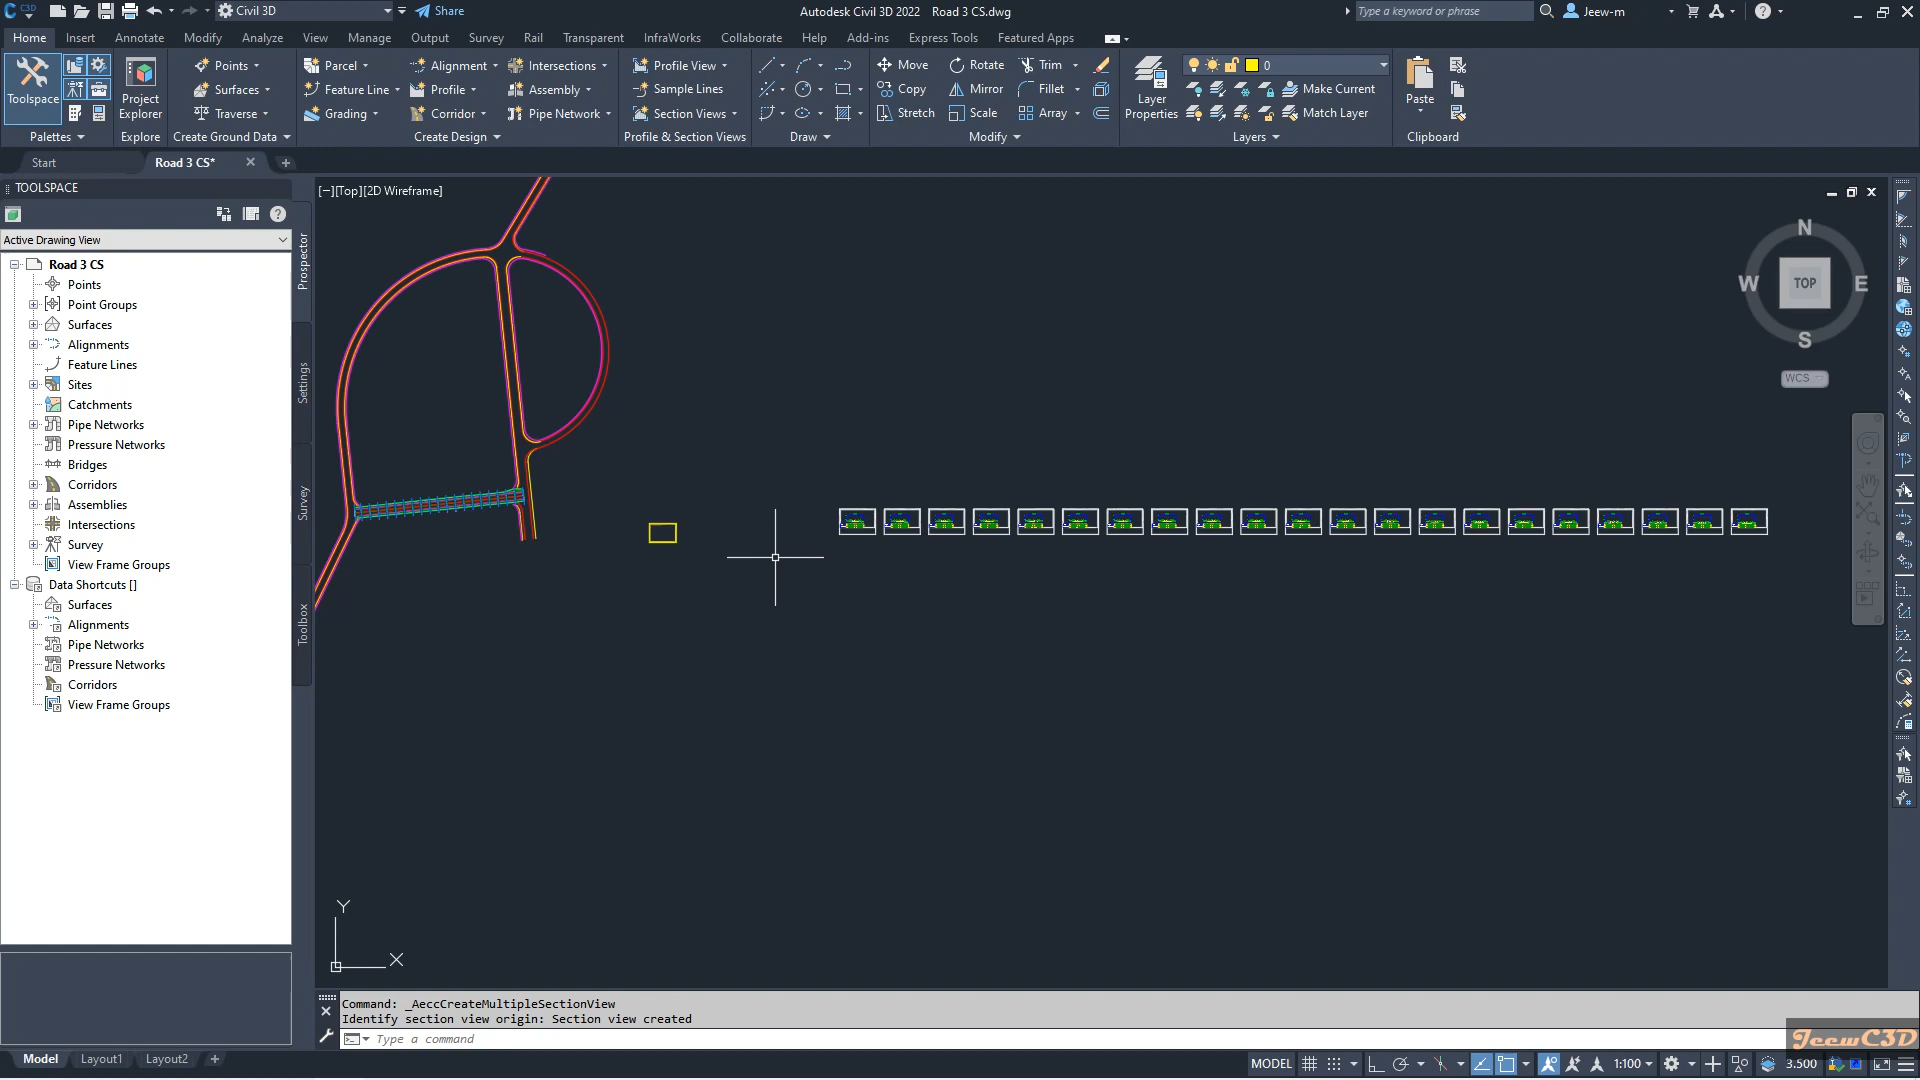 C3D
Civil 3D
Share
Autodesk Civil 3D 2022
Road 3 CS.dwg
Type a keyword or phrase
Jeew-m
Home
Insert
Annotate
Modify
Analyze
View
Manage
Output
Survey
Rail
Transparent
InfraWorks
Collaborate
Help
Add-ins
Express Tools
Featured Apps
Toolspace
Project
Explorer
Points
Surfaces
Traverse
Parcel
Feature Line
Grading
Alignment
Profile
Corridor
Intersections
Assembly
Pipe Network
Profile View
Sample Lines
Section Views
Move
Copy
Stretch
Rotate
Mirror
Scale
Trim
Fillet
Array
Layer
Properties
0
Make Current
Match Layer
Paste
Palettes
Explore
Create Ground Data
Create Design
Profile & Section Views
Draw
Modify
Layers
Clipboard
Start
Road 3 CS*
TOOLSPACE
Active Drawing View
Road 3 CS
Points
Point Groups
Surfaces
Alignments
Feature Lines
Sites
Catchments
Pipe Networks
Pressure Networks
Bridges
Corridors
Assemblies
Intersections
Survey
View Frame Groups
Data Shortcuts []
Surfaces
Alignments
Pipe Networks
Pressure Networks
Corridors
View Frame Groups
Prospector
Settings
Survey
Toolbox
[−][Top][2D Wireframe]
N
W
TOP
E
S
WCS
Y
X
Command: _AeccCreateMultipleSectionView
Identify section view origin: Section view created
Type a command
JeewC3D
Model
Layout1
Layout2
MODEL
1:100
3.500